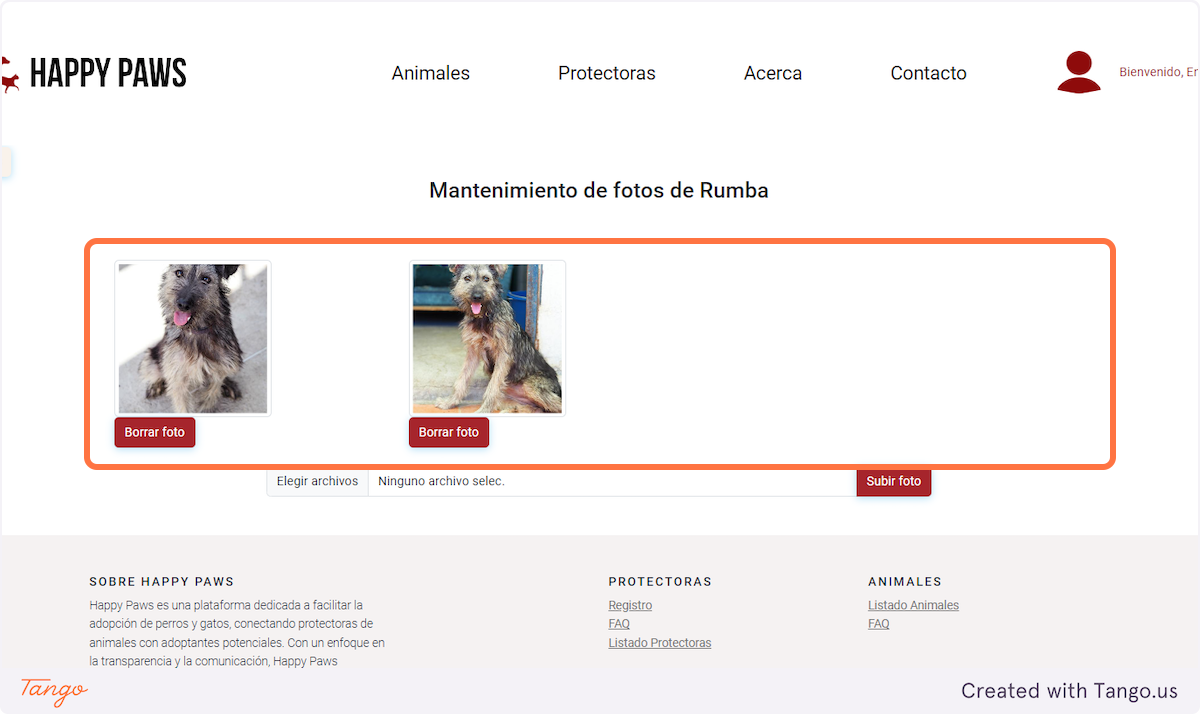 HAPPY PAWS
Animales
Protectoras
Acerca
Contacto
Bienvenido, Er
Mantenimiento de fotos de Rumba
Borrar foto
Borrar foto
Elegir archivos
Ninguno archivo selec.
Subir foto
SOBRE HAPPY PAWS
Happy Paws es una plataforma dedicada a facilitar la
adopción de perros y gatos, conectando protectoras de
animales con adoptantes potenciales. Con un enfoque en
la transparencia y la comunicación, Happy Paws
PROTECTORAS
Registro
FAQ
Listado Protectoras
ANIMALES
Listado Animales
FAQ
Tango
Created with Tango.us